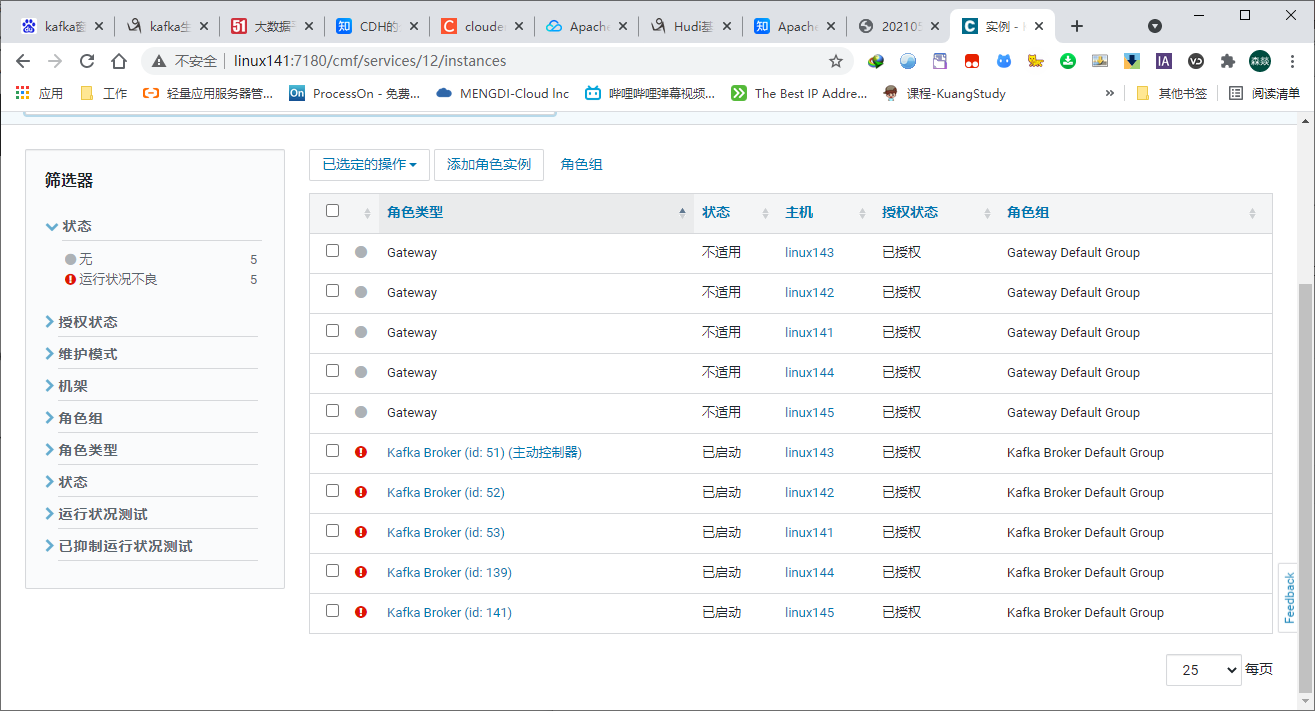 kafka
kafka生
大数据
CDH的
cloude
Apach
Hudi基
Apach
202105
实例 -
不安全 linux141:7180/cmf/services/12/instances
应用 工作 轻量应用服务器管... ProcessOn - 免费... MENGDI-Cloud Inc 哔哩哔哩弹幕视频... The Best IP Addre... 课程-KuangStudy » 其他书签 阅读清单
筛选器
状态
无 5
运行状况不良 5
授权状态
维护模式
机架
角色组
角色类型
状态
运行状况测试
已抑制运行状况测试
已选定的操作 添加角色实例 角色组
角色类型 状态 主机 授权状态 角色组
Gateway 不适用 linux143 已授权 Gateway Default Group
Gateway 不适用 linux142 已授权 Gateway Default Group
Gateway 不适用 linux141 已授权 Gateway Default Group
Gateway 不适用 linux144 已授权 Gateway Default Group
Gateway 不适用 linux145 已授权 Gateway Default Group
Kafka Broker (id: 51) (主动控制器) 已启动 linux143 已授权 Kafka Broker Default Group
Kafka Broker (id: 52) 已启动 linux142 已授权 Kafka Broker Default Group
Kafka Broker (id: 53) 已启动 linux141 已授权 Kafka Broker Default Group
Kafka Broker (id: 139) 已启动 linux144 已授权 Kafka Broker Default Group
Kafka Broker (id: 141) 已启动 linux145 已授权 Kafka Broker Default Group
Feedback
25 每页